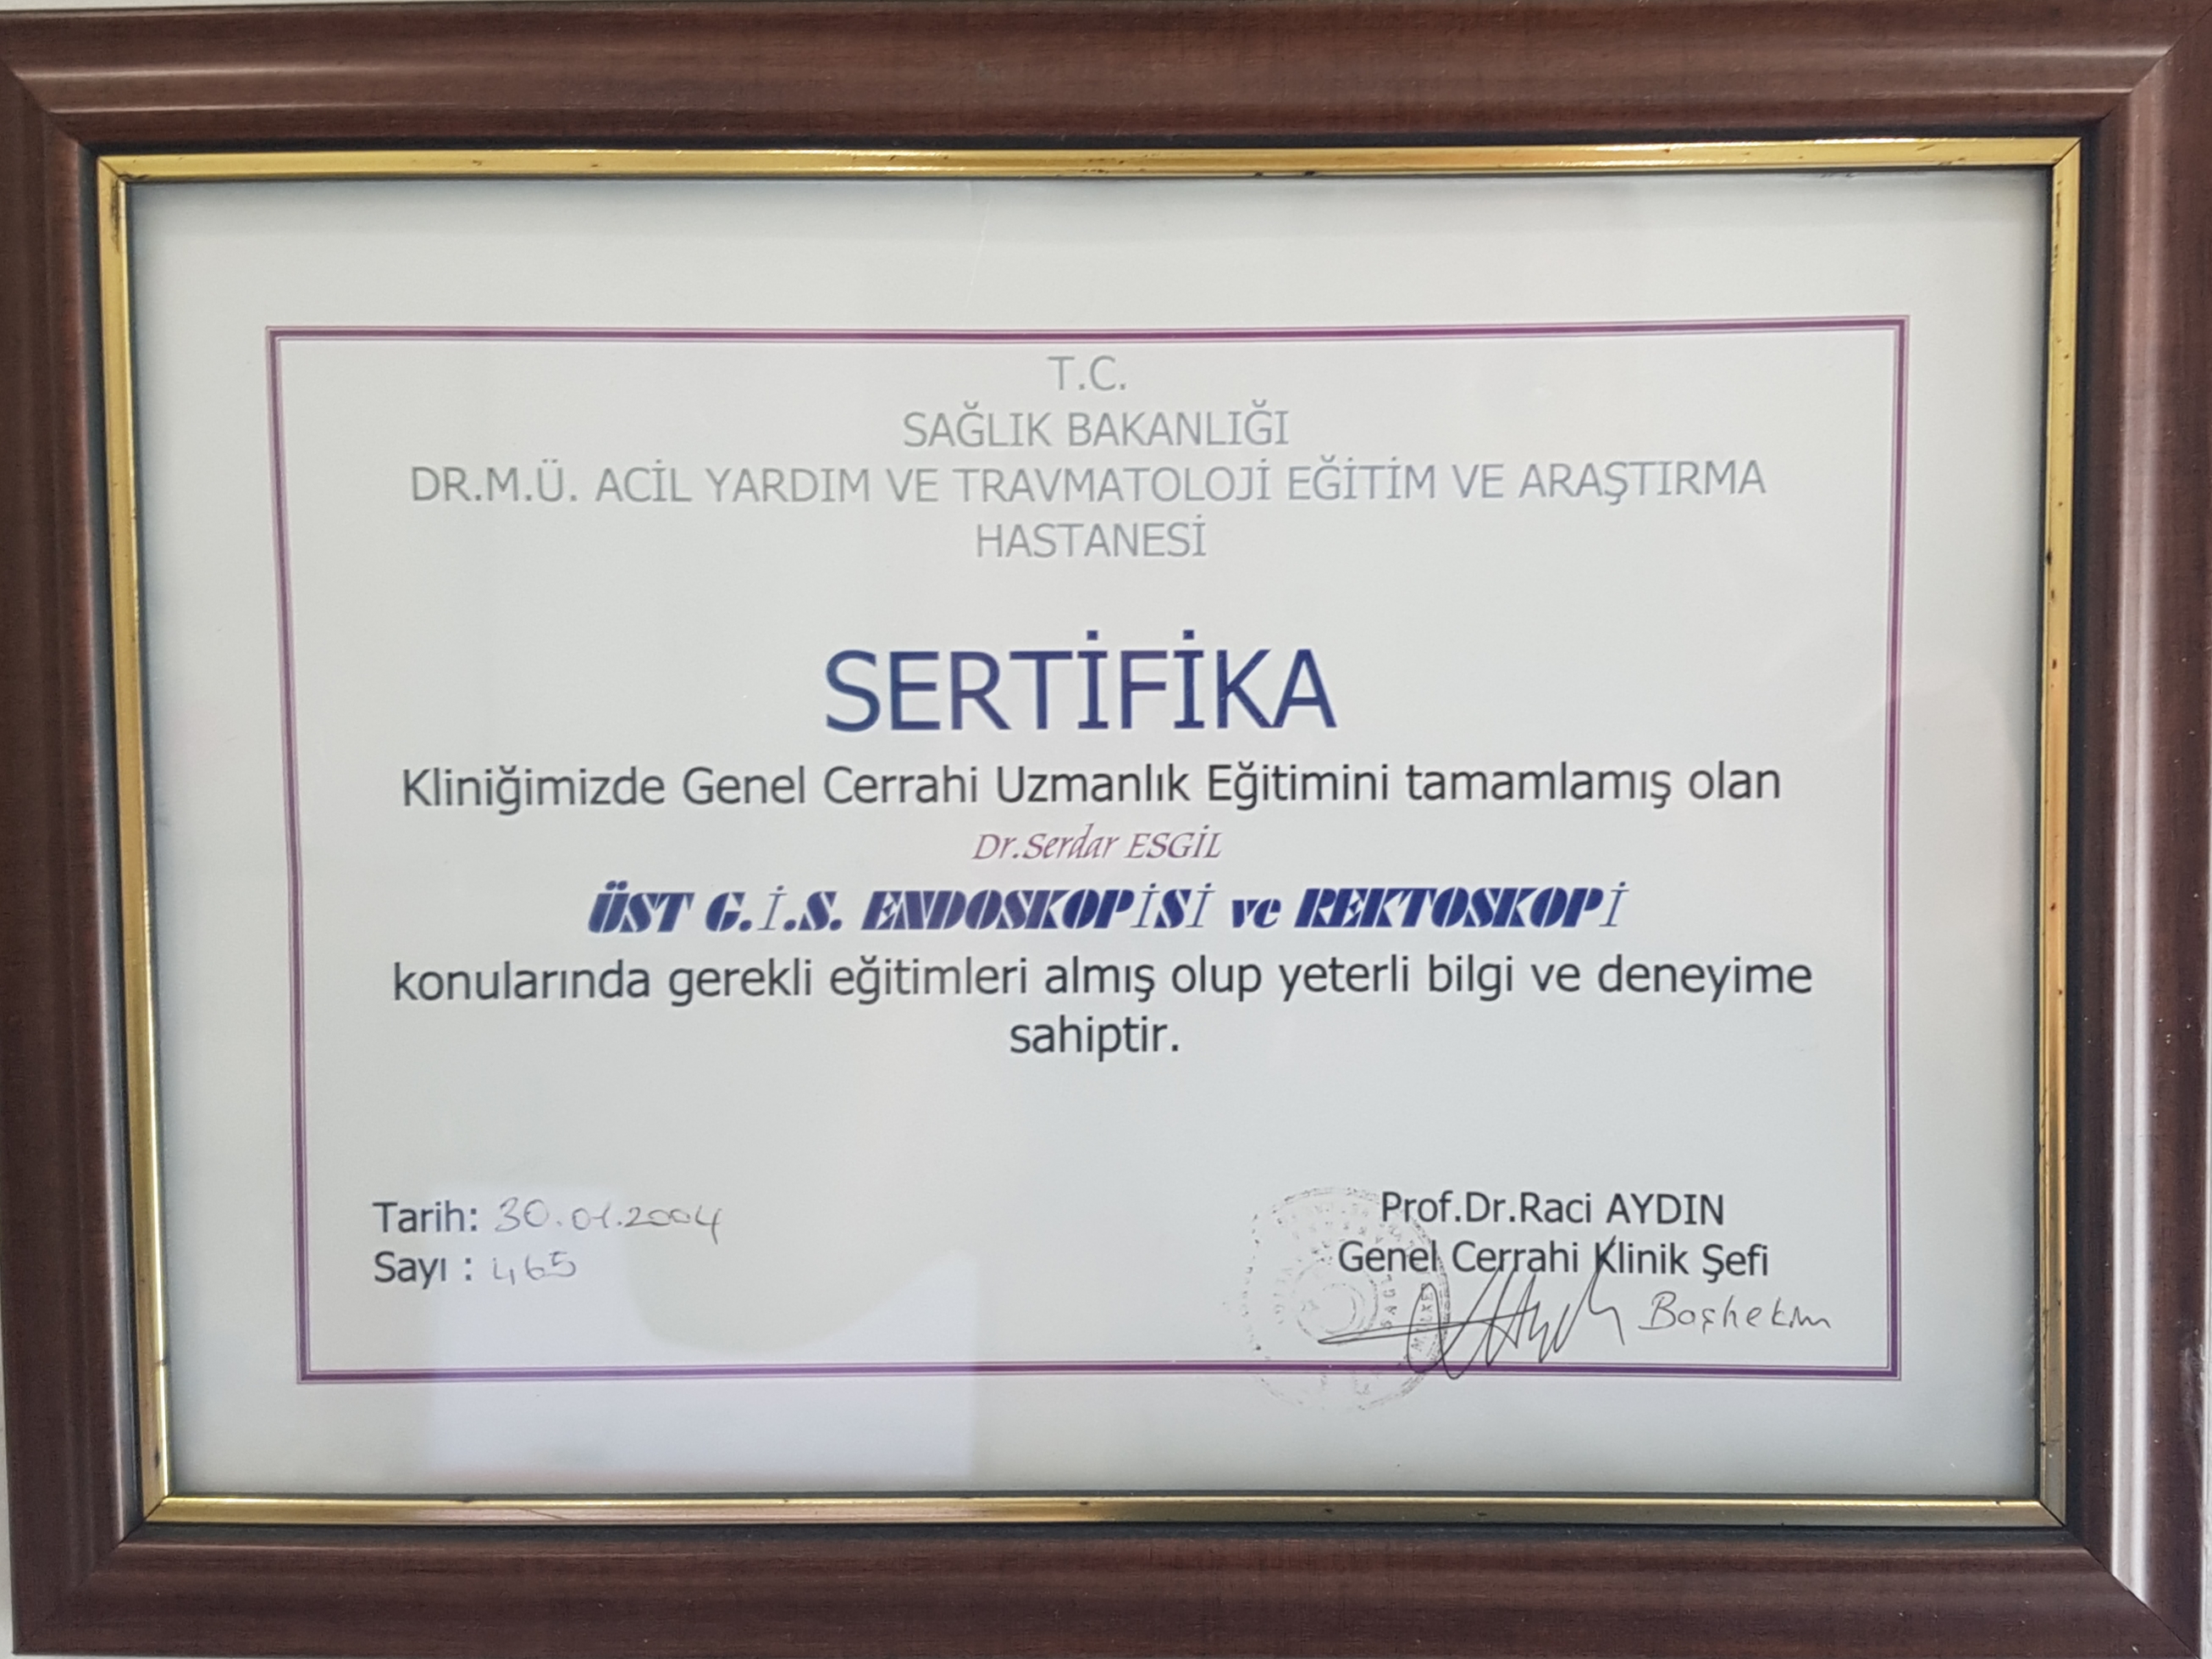 T.C.
SAĞLIK BAKANLIĞI
DR.M.Ü. ACİL YARDIM VE TRAVMATOLOJİ EĞİTİM VE ARAŞTIRMA
HASTANESİ
SERTİFİKA
Kliniğimizde Genel Cerrahi Uzmanlık Eğitimini tamamlamış olan
Dr.Serdar ESGİL
ÜST G.İ.S. ENDOSKOPİSİ ve REKTOSKOPİ
konularında gerekli eğitimleri almış olup yeterli bilgi ve deneyime
sahiptir.
Tarih: 30.01.2004
Sayı : 465
Prof.Dr.Raci AYDIN
Genel Cerrahi Klinik Şefi
Başhekim